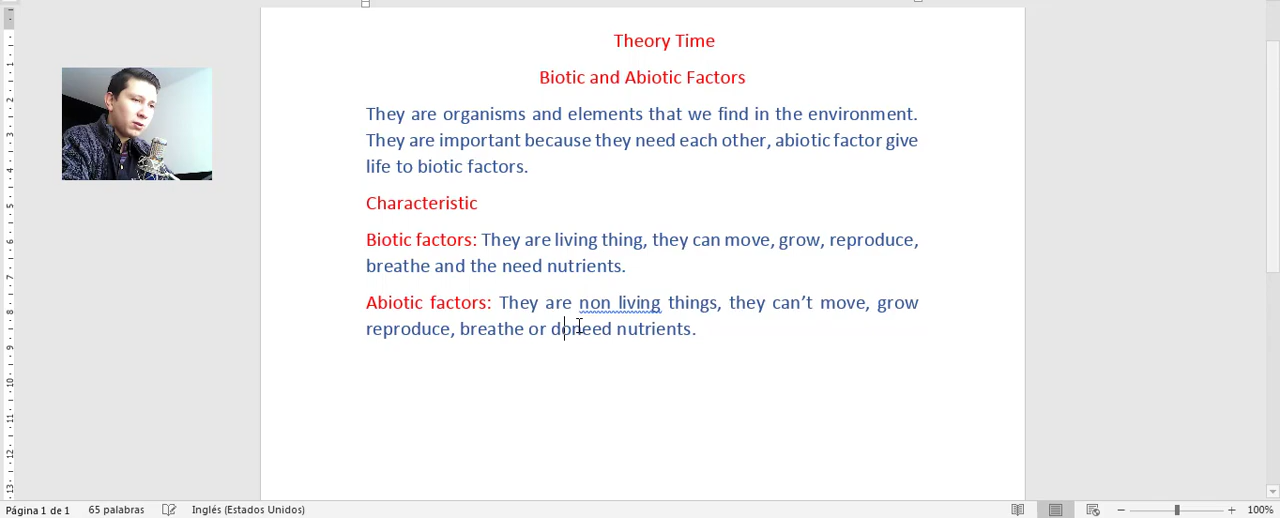 Theory Time
Biotic and Abiotic Factors
They are organisms and elements that we find in the environment.
They are important because they need each other, abiotic factor give
life to biotic factors.
Characteristic
Biotic factors: They are living thing, they can move, grow, reproduce,
breathe and the need nutrients.
Abiotic factors: They are non living things, they can’t move, grow
reproduce, breathe or doneed nutrients.
Página 1 de 1 65 palabras Inglés (Estados Unidos) 100%